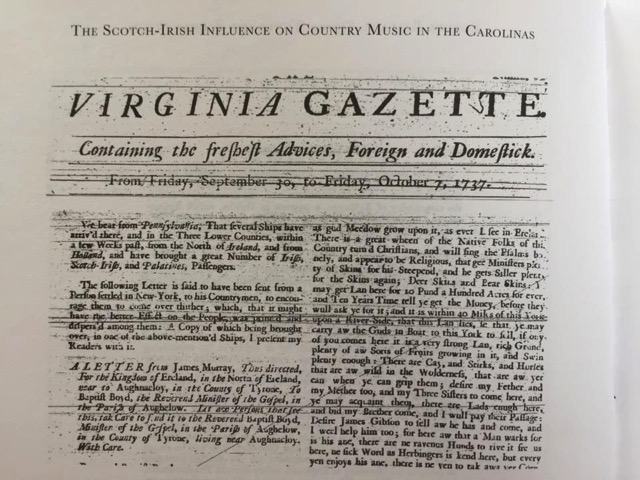 THE SCOTCH-IRISH INFLUENCE ON COUNTRY MUSIC IN THE CAROLINAS
VIRGINIA GAZETTE.
Containing the freſheſt Advices, Foreign and Domeſtick.
From Friday, September 30, to Friday, October 7, 1737.
We hear from Pennſylvania; That ſeveral Ships have
arriv'd there, and in the Three Lower Counties, within
a few Weeks paſt, from the North of Ireland, and from
Holland, and have brought a great Number of Iriſh,
Scotch-Iriſh, and Palatines, Paſſengers.
The following Letter is ſaid to have been ſent from a
Perſon ſettled in New-York, to his Countrymen, to encou-
rage them to come over thither; which, that it might
have the better Effect on the People, was printed and
diſpers'd among them: A Copy of which being brought
over, in one of the above-mention'd Ships, I preſent my
Readers with it.
A LETTER from James Murray, Thus directed,
For the Kingdom of Ereland, in the North of Ereland,
near to Aughnacloy, in the County of Tyrone, To
Baptiſt Boyd, the Reverend Miniſter of the Goſpel, in
the Pariſh of Aughelow. Let aw Perſons that ſee
this, tak Care to ſend it to the Reverend Baptiſt Boyd,
Miniſter of the Goſpel, in the Pariſh of Aughelow,
in the County of Tyrone, living near Aughnacloy.
With Care.
as gud Meedow grow upon it, as ever I ſee in
There is a great wheen of the Native Folks of this
Country turn'd Chriſtians, and will ſing the Pſalms bo-
nely, and appear to be Religious, that gee Miniſters plenty
of Skins for his Steepend, and he gets Siller plenty
for the Skins again; Deer Skins and Bear Skins:
may get Lan here for 10 Pund a Hundred Acres for ever,
and Ten Years Time tell ye get the Money, before they
wull ask ye for it; and it is within 40 Miles of this York
upon a River-Side, that this Lan lies, ſo that ye may
carry aw the Guds in Boat to this York to ſell, if ony
of you comes here it is a very ſtrong Lan, rich Grund,
plenty of aw Sorts of Fruits growing in it, and Swin
plenty enough: There are Cay, and Stirks, and Horſes
that are aw wild in the Wilderneſs, that are aw yer
can when ye can grip them; deſire my Fether and
my Mether too, and my Three Siſters to come here, and
ye may acquaint them, there are Lads enugh here,
and bid my Brether come, and I wull pay their Paſſage:
Deſire James Gibſon to ſell aw he has and come, and
I weel help him too; for here aw that a Man warks for
is his ane, there are ne ravenus Hunds to rive it fre us
here, ne ſick Word as Herbingers is kend here, but every
yen enjoys his ane, there is ne yen to tak awa yer Corn